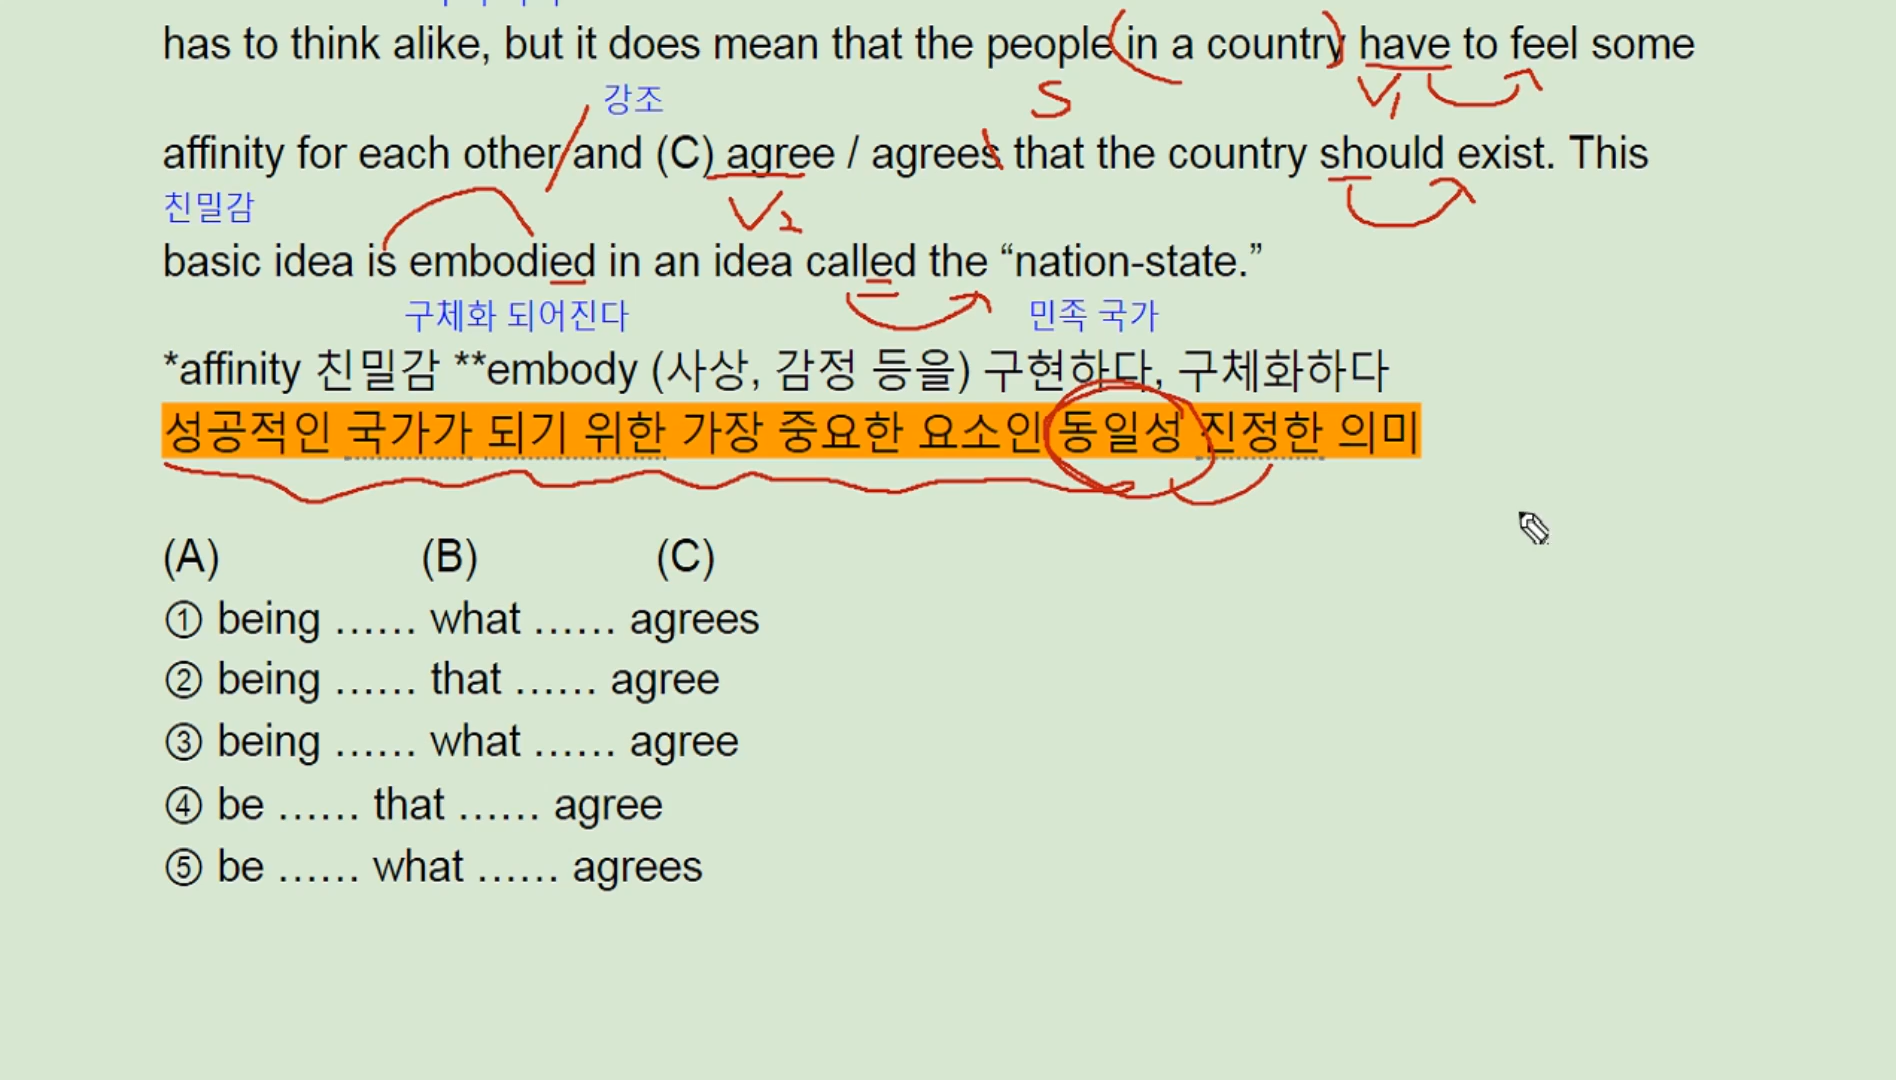 has to think alike, but it does mean that the people in a country have to feel some
S V1
강조
affinity for each other and (C) agree / agrees that the country should exist. This
친밀감 V2
basic idea is embodied in an idea called the “nation-state.”
구체화 되어진다 민족 국가
*affinity 친밀감 **embody (사상, 감정 등을) 구현하다, 구체화하다
성공적인 국가가 되기 위한 가장 중요한 요소인 동일성 진정한 의미
(A) (B) (C)
① being …… what …… agrees
② being …… that …… agree
③ being …… what …… agree
④ be …… that …… agree
⑤ be …… what …… agrees